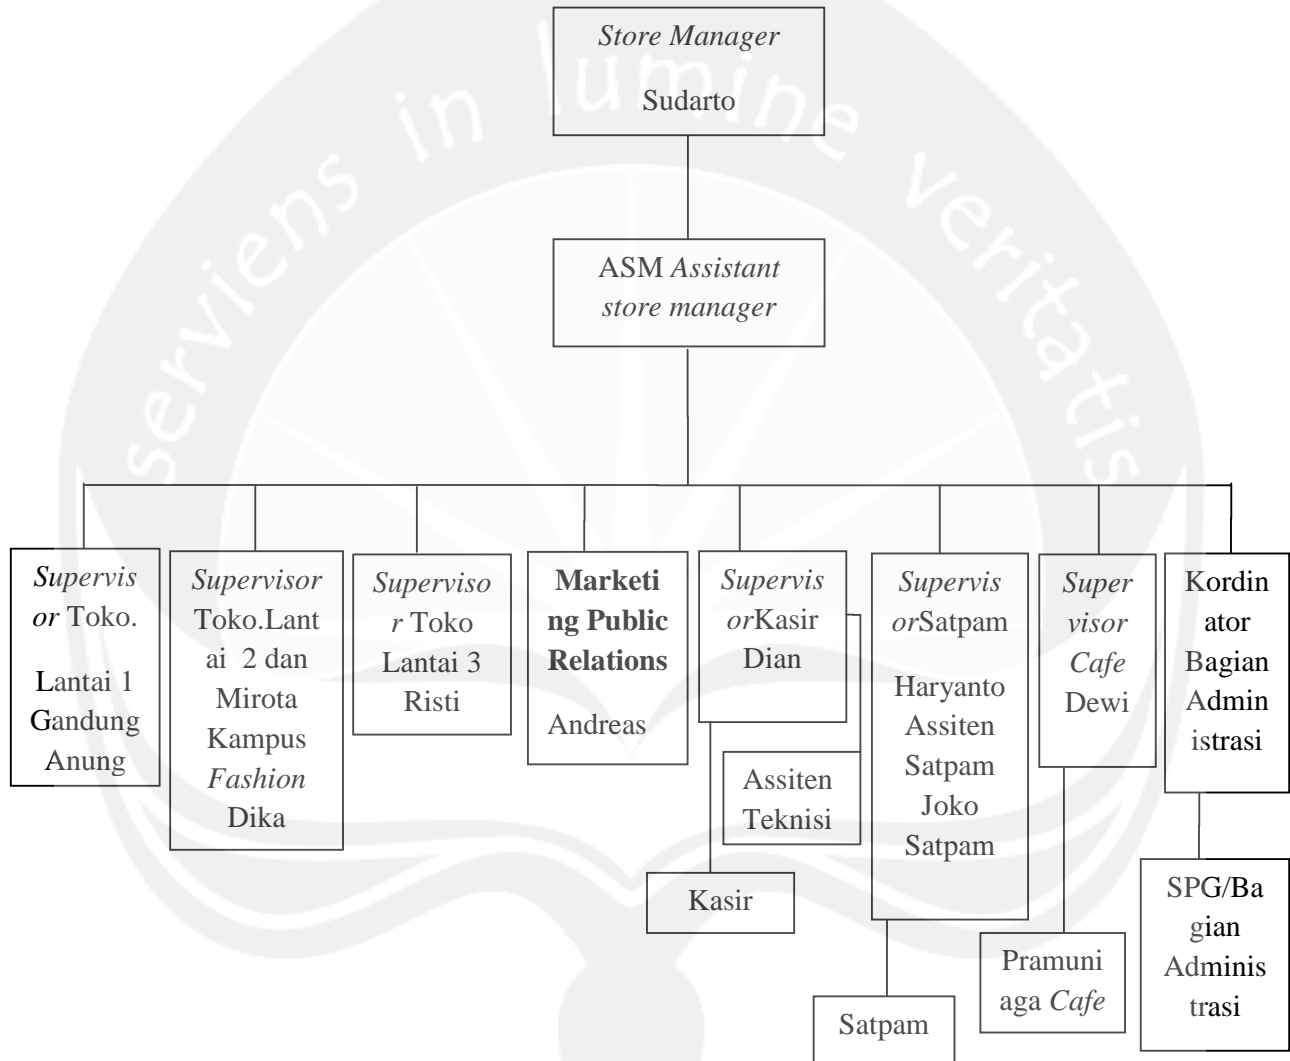 serviens in lumine veritatis
Store Manager
Sudarto
ASM Assistant
store manager
Supervis
or Toko.
Lantai 1
Gandung
Anung
Supervisor
Toko.Lant
ai 2 dan
Mirota
Kampus
Fashion
Dika
Superviso
r Toko
Lantai 3
Risti
Marketi
ng Public
Relations
Andreas
Supervis
orKasir
Dian
Supervis
orSatpam
Haryanto
Assiten
Satpam
Joko
Satpam
Super
visor
Cafe
Dewi
Kordin
ator
Bagian
Admin
istrasi
Assiten
Teknisi
Kasir
Satpam
Pramuni
aga Cafe
SPG/Ba
gian
Adminis
trasi